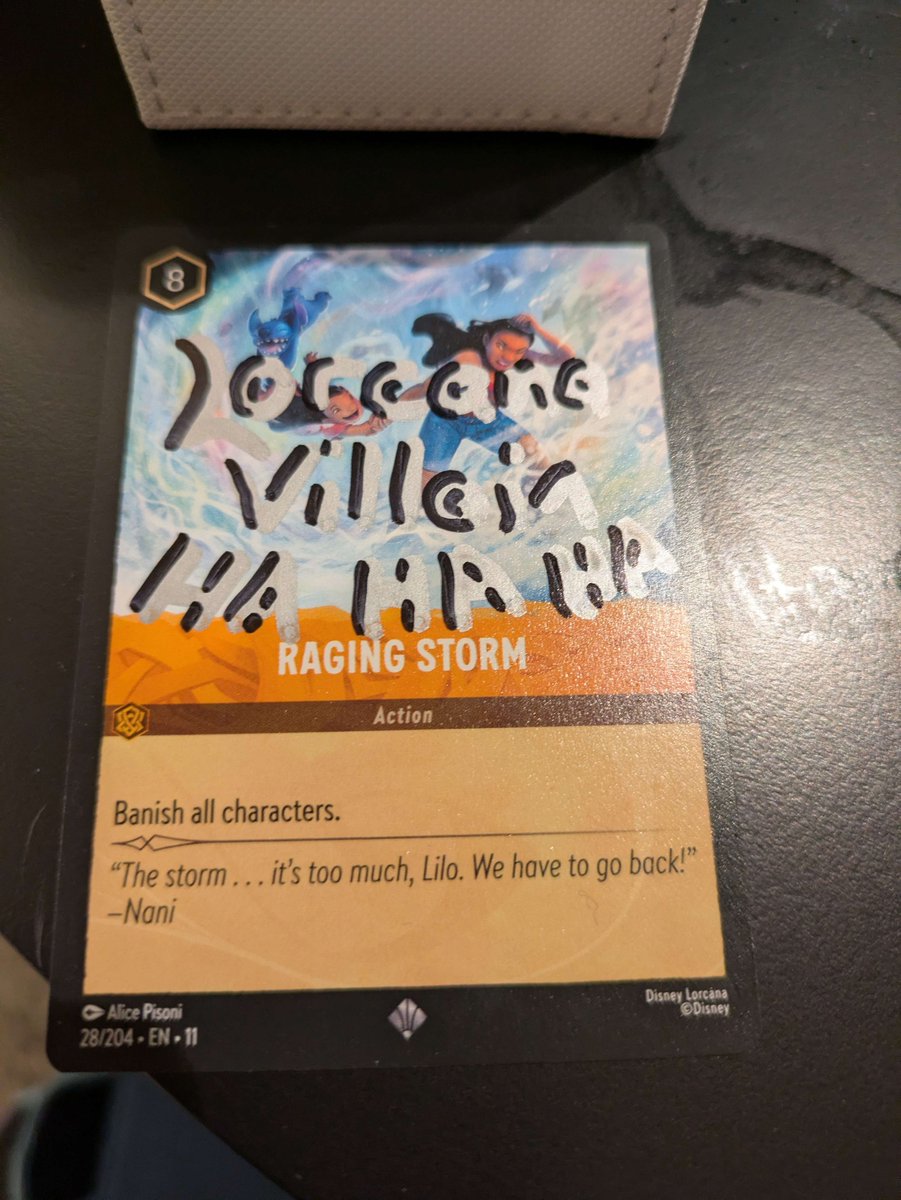 8
Lorcana
Villain
HA HA HA
RAGING STORM
Action
Banish all characters.
“The storm . . . it’s too much, Lilo. We have to go back!”
–Nani
Alice Pisoni
28/204 • EN • 11
Disney Lorcana
©Disney